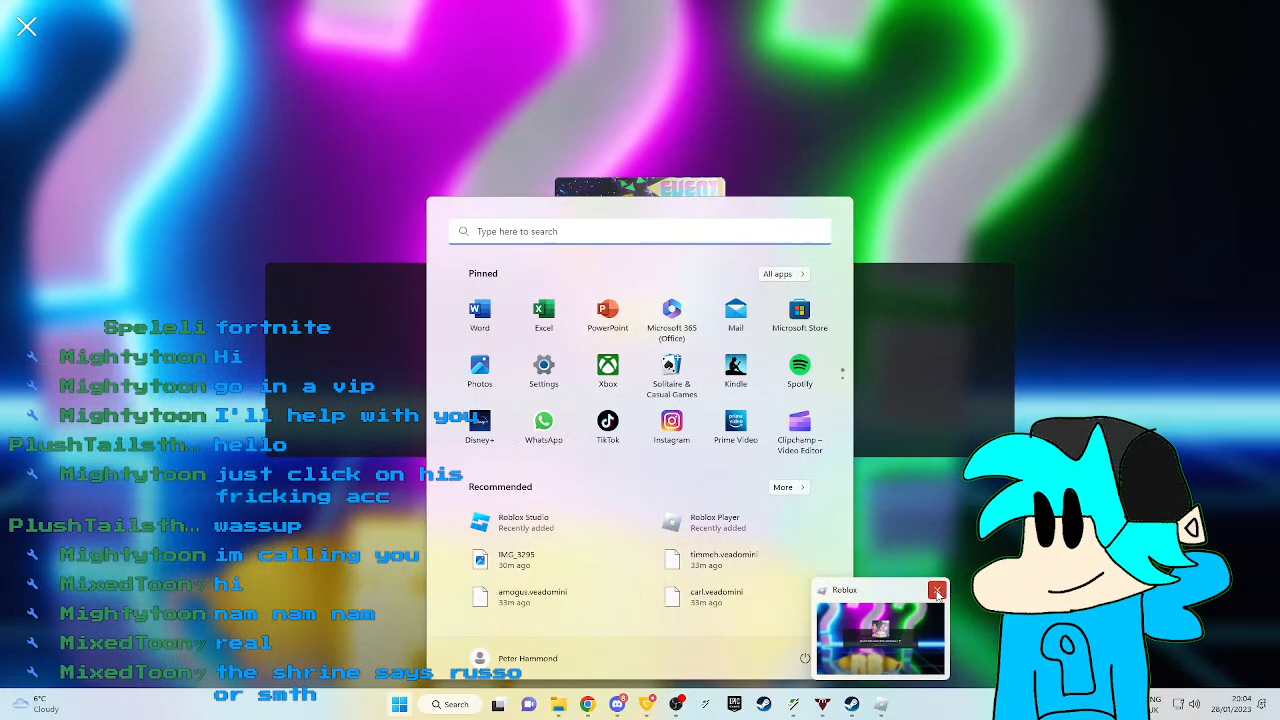 EVENT
Type here to search
Pinned
All apps
Word
Excel
PowerPoint
Microsoft 365 (Office)
Mail
Microsoft Store
Photos
Settings
Xbox
Solitaire & Casual Games
Kindle
Spotify
Disney+
WhatsApp
TikTok
Instagram
Prime Video
Clipchamp – Video Editor
Recommended
More
Roblox Studio
Recently added
Roblox Player
Recently added
IMG_3295
30m ago
timmeh.veadomini
33m ago
amogus.veadomini
33m ago
carl.veadomini
33m ago
Peter Hammond
Roblox
Speleli fortnite
Mightytoon Hi
Mightytoon go in a vip
Mightytoon I'll help with you
PlushTailsth… hello
Mightytoon just click on his
fricking acc
PlushTailsth… wassup
Mightytoon im calling you
MixedToon hi
Mightytoon nam nam nam
MixedToon real
MixedToon the shrine says russo
or smth
6°C
Cloudy
Search
20:04
28/01/2023